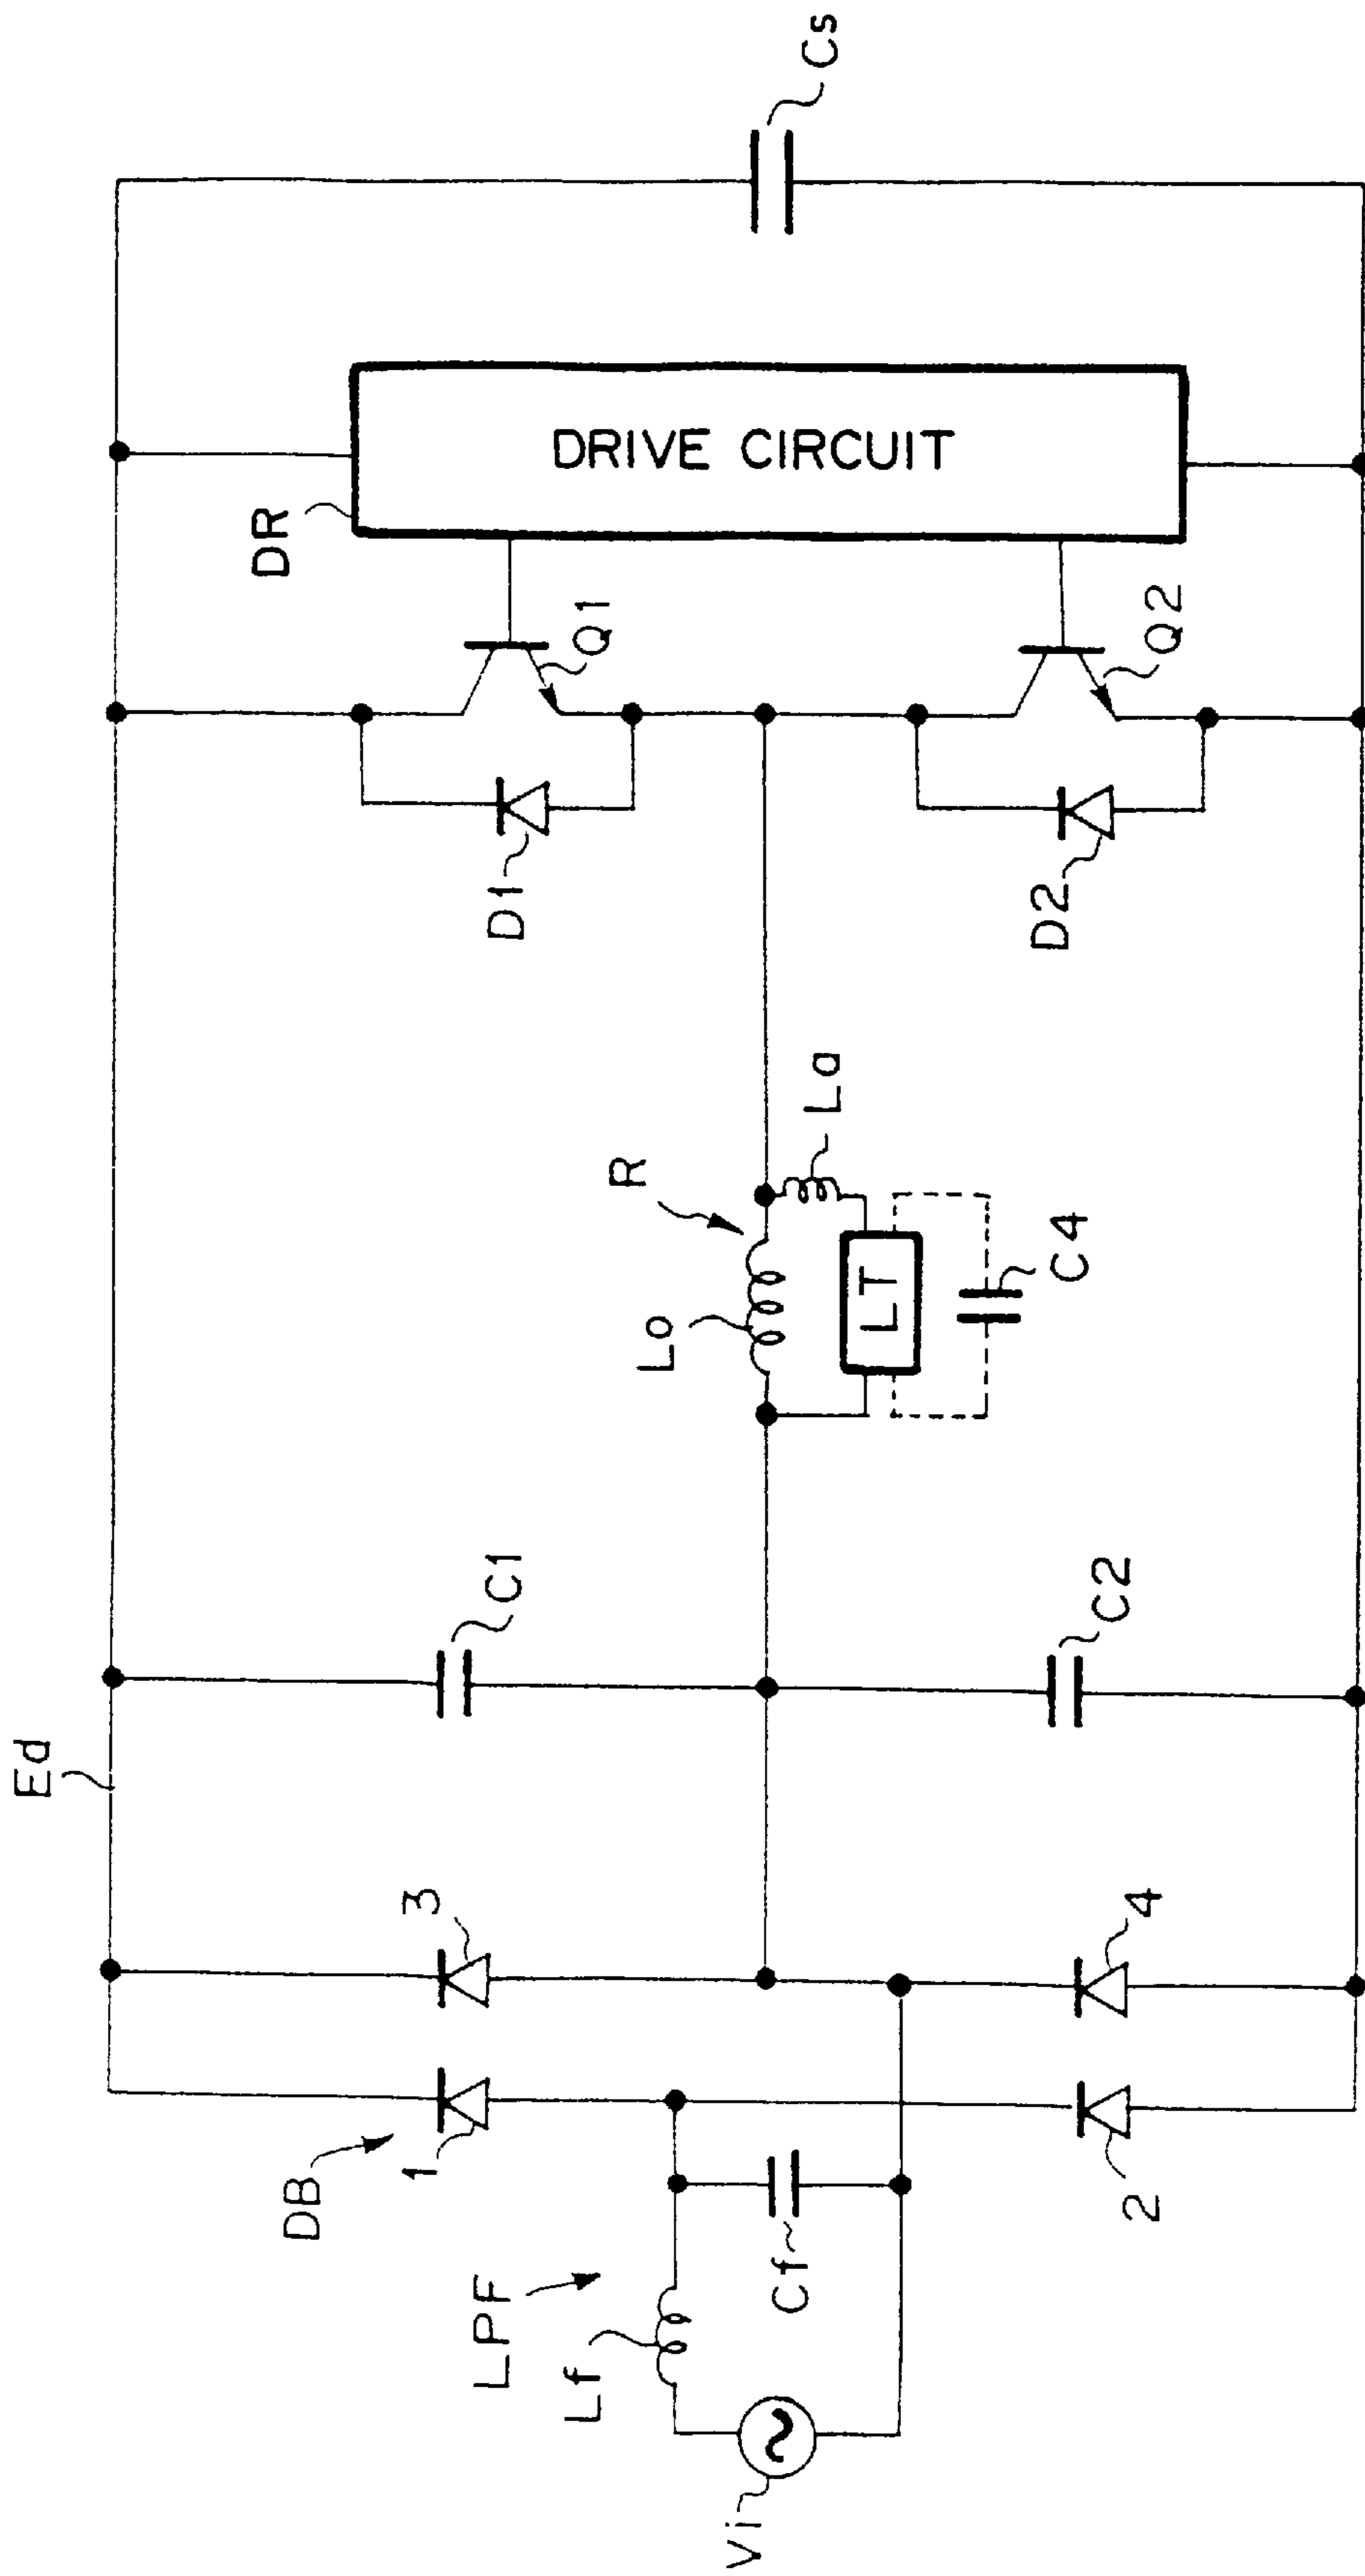 Ed
Cs
DRIVE CIRCUIT
DR
Q1
D1
Q2
D2
R
La
Lo
LT
C4
C1
C2
3
4
1
2
DB
LPF
Lf
Cf
Vi